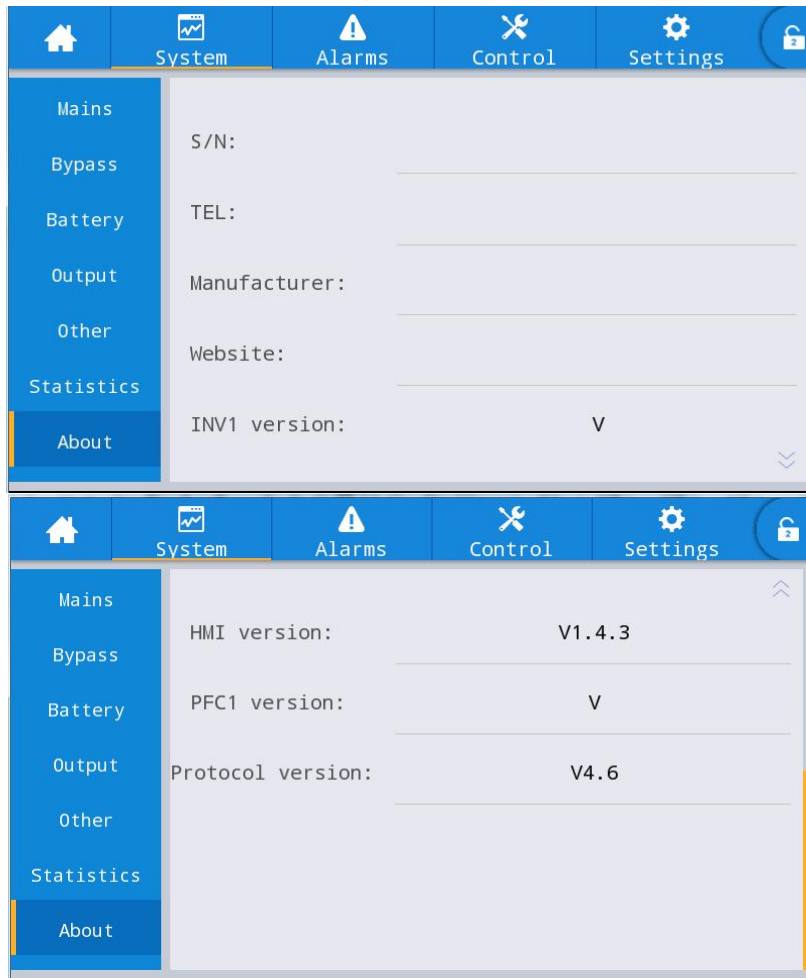 System Alarms Control Settings 2
Mains
S/N:
Bypass
TEL:
Battery
Output
Manufacturer:
Other
Website:
Statistics
INV1 version: V
About
System Alarms Control Settings 2
Mains
HMI version: V1.4.3
Bypass
PFC1 version: V
Battery
Output
Protocol version: V4.6
Other
Statistics
About